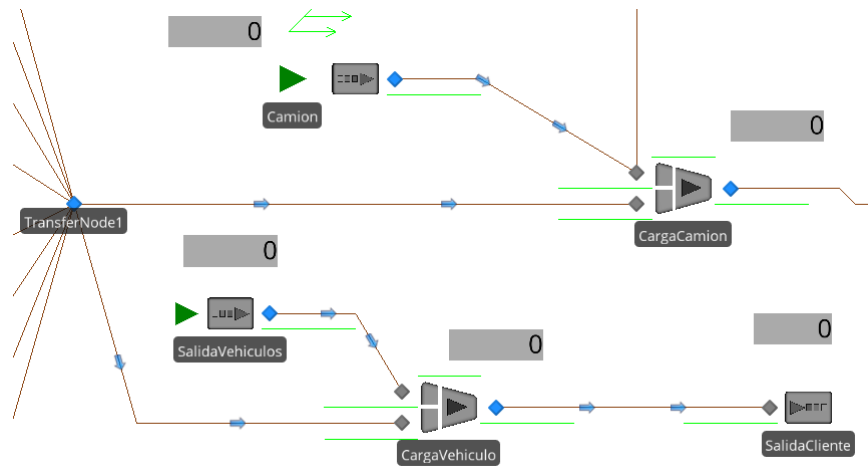 0
Camion
0
TransferNode1
CargaCamion
0
SalidaVehiculos
0
0
CargaVehiculo
SalidaCliente